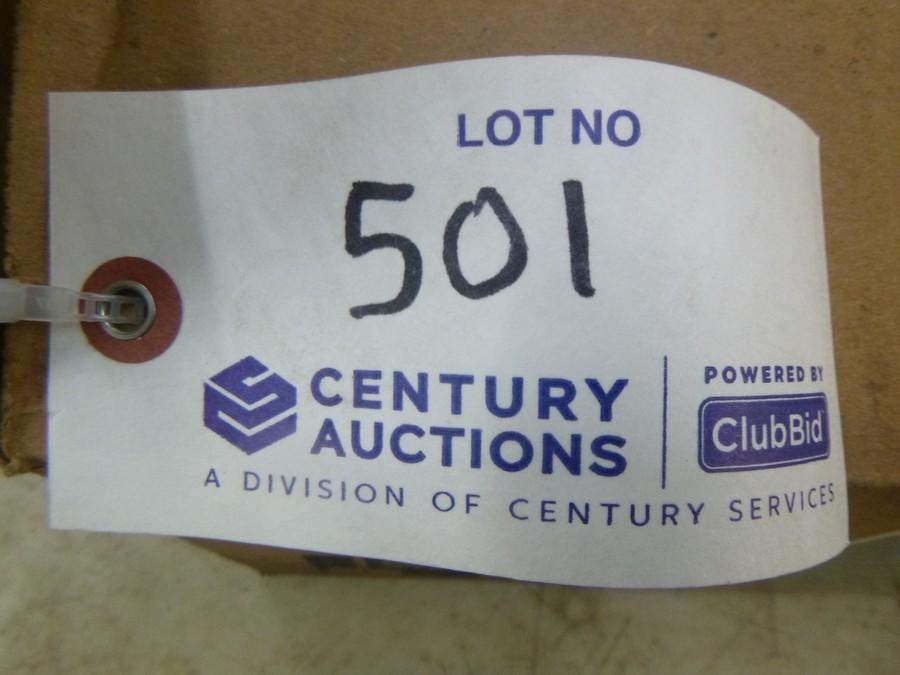 LOT NO
501
CENTURY
AUCTIONS
A DIVISION OF CENTURY SERVICES
POWERED BY
ClubBid